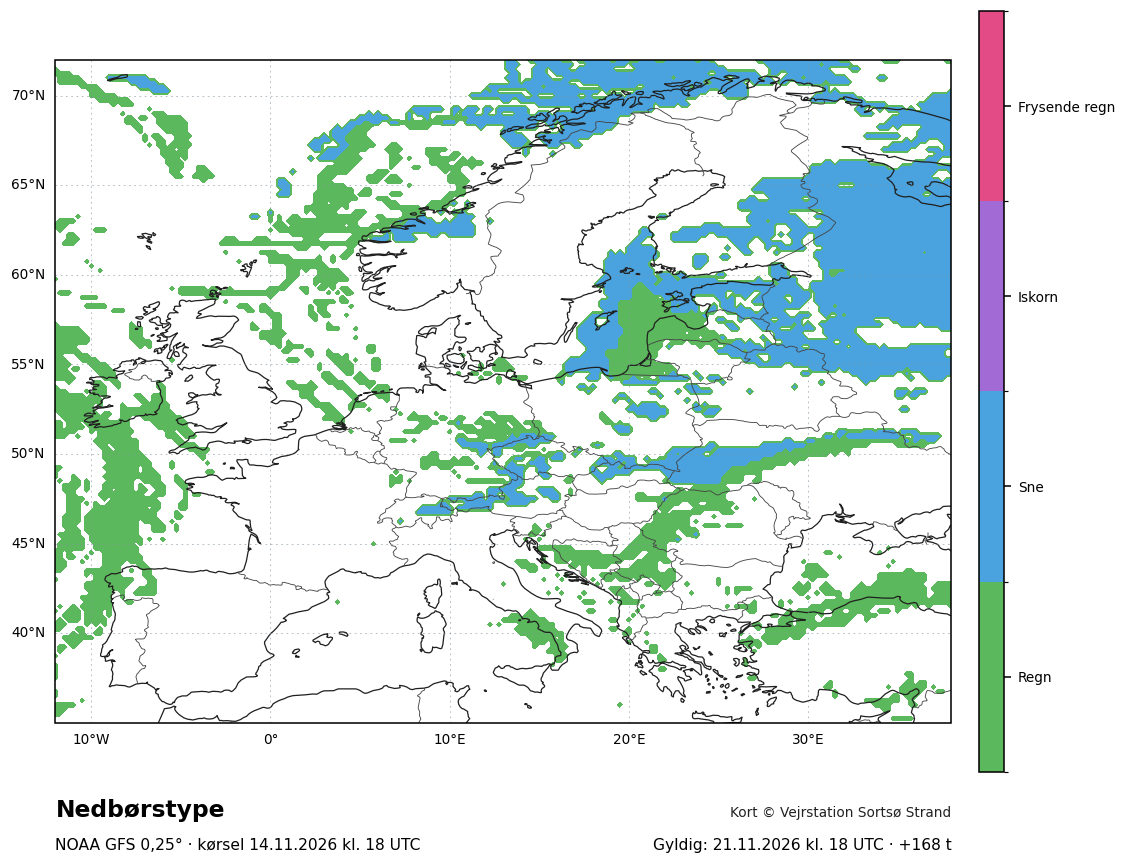 70°N
65°N
60°N
55°N
50°N
45°N
40°N
10°W
0°
10°E
20°E
30°E
Frysende regn
Iskorn
Sne
Regn
Nedbørstype
Kort © Vejrstation Sortsø Strand
NOAA GFS 0,25° · kørsel 14.11.2026 kl. 18 UTC
Gyldig: 21.11.2026 kl. 18 UTC · +168 t